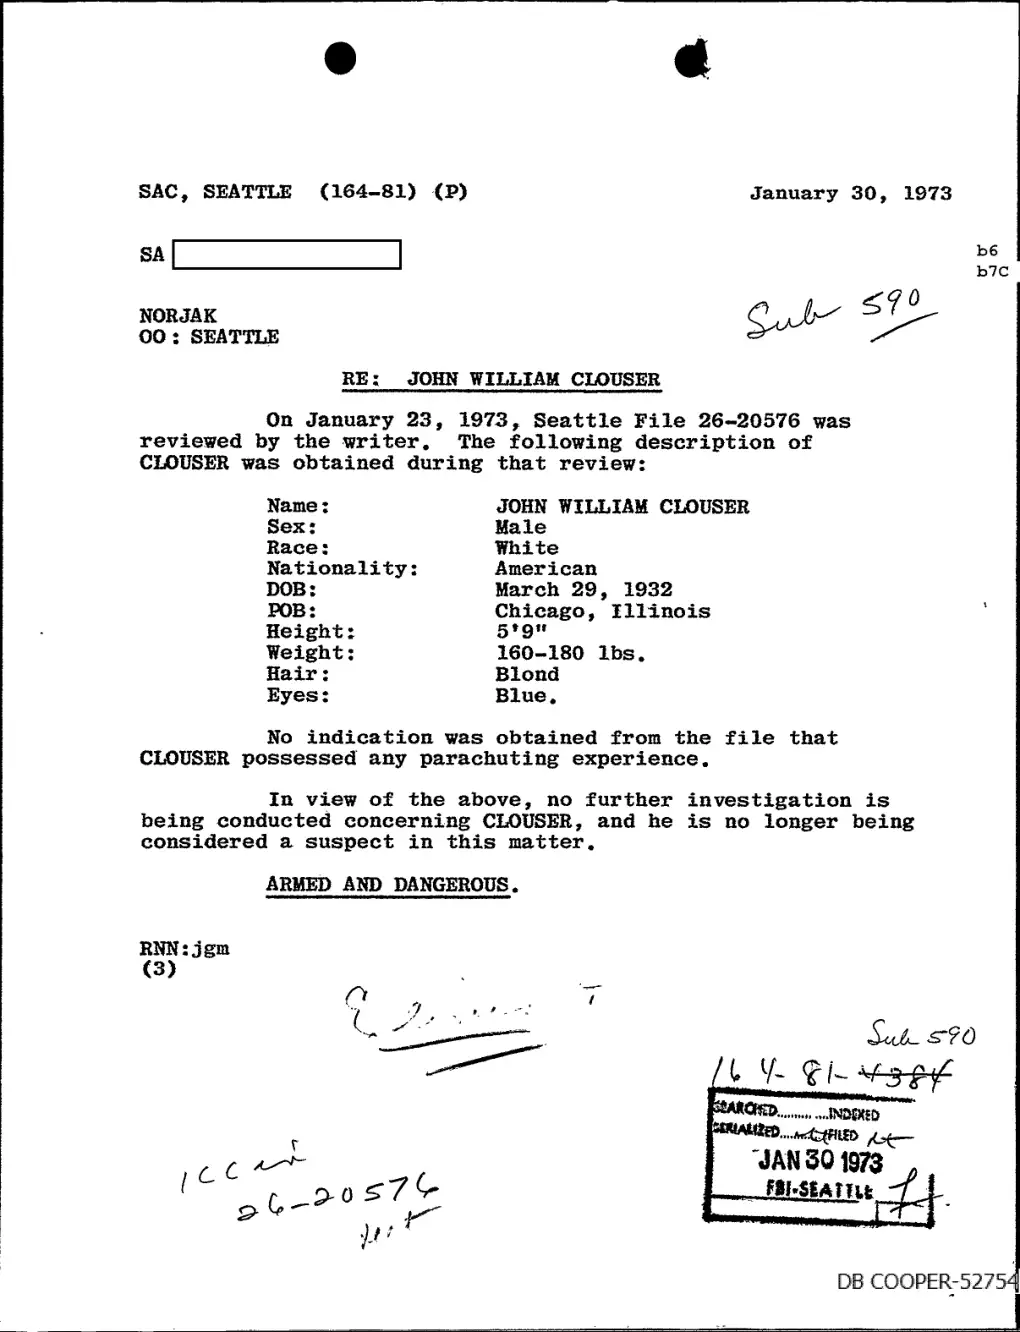 SAC, SEATTLE (164-81) (P) January 30, 1973
SA
b6
b7C
NORJAK
OO: SEATTLE
Sub 590
RE: JOHN WILLIAM CLOUSER
On January 23, 1973, Seattle File 26-20576 was
reviewed by the writer. The following description of
CLOUSER was obtained during that review:
Name: JOHN WILLIAM CLOUSER
Sex: Male
Race: White
Nationality: American
DOB: March 29, 1932
POB: Chicago, Illinois
Height: 5'9"
Weight: 160-180 lbs.
Hair: Blond
Eyes: Blue.
No indication was obtained from the file that
CLOUSER possessed any parachuting experience.
In view of the above, no further investigation is
being conducted concerning CLOUSER, and he is no longer being
considered a suspect in this matter.
ARMED AND DANGEROUS.
RNN:jgm
(3)
Sub 590
164-81-4384
SEARCHED..........INDEXED
SERIALIZED.....FILED
JAN 30 1973
FBI-SEATTLE
1CC
26-20576
DB COOPER-52754